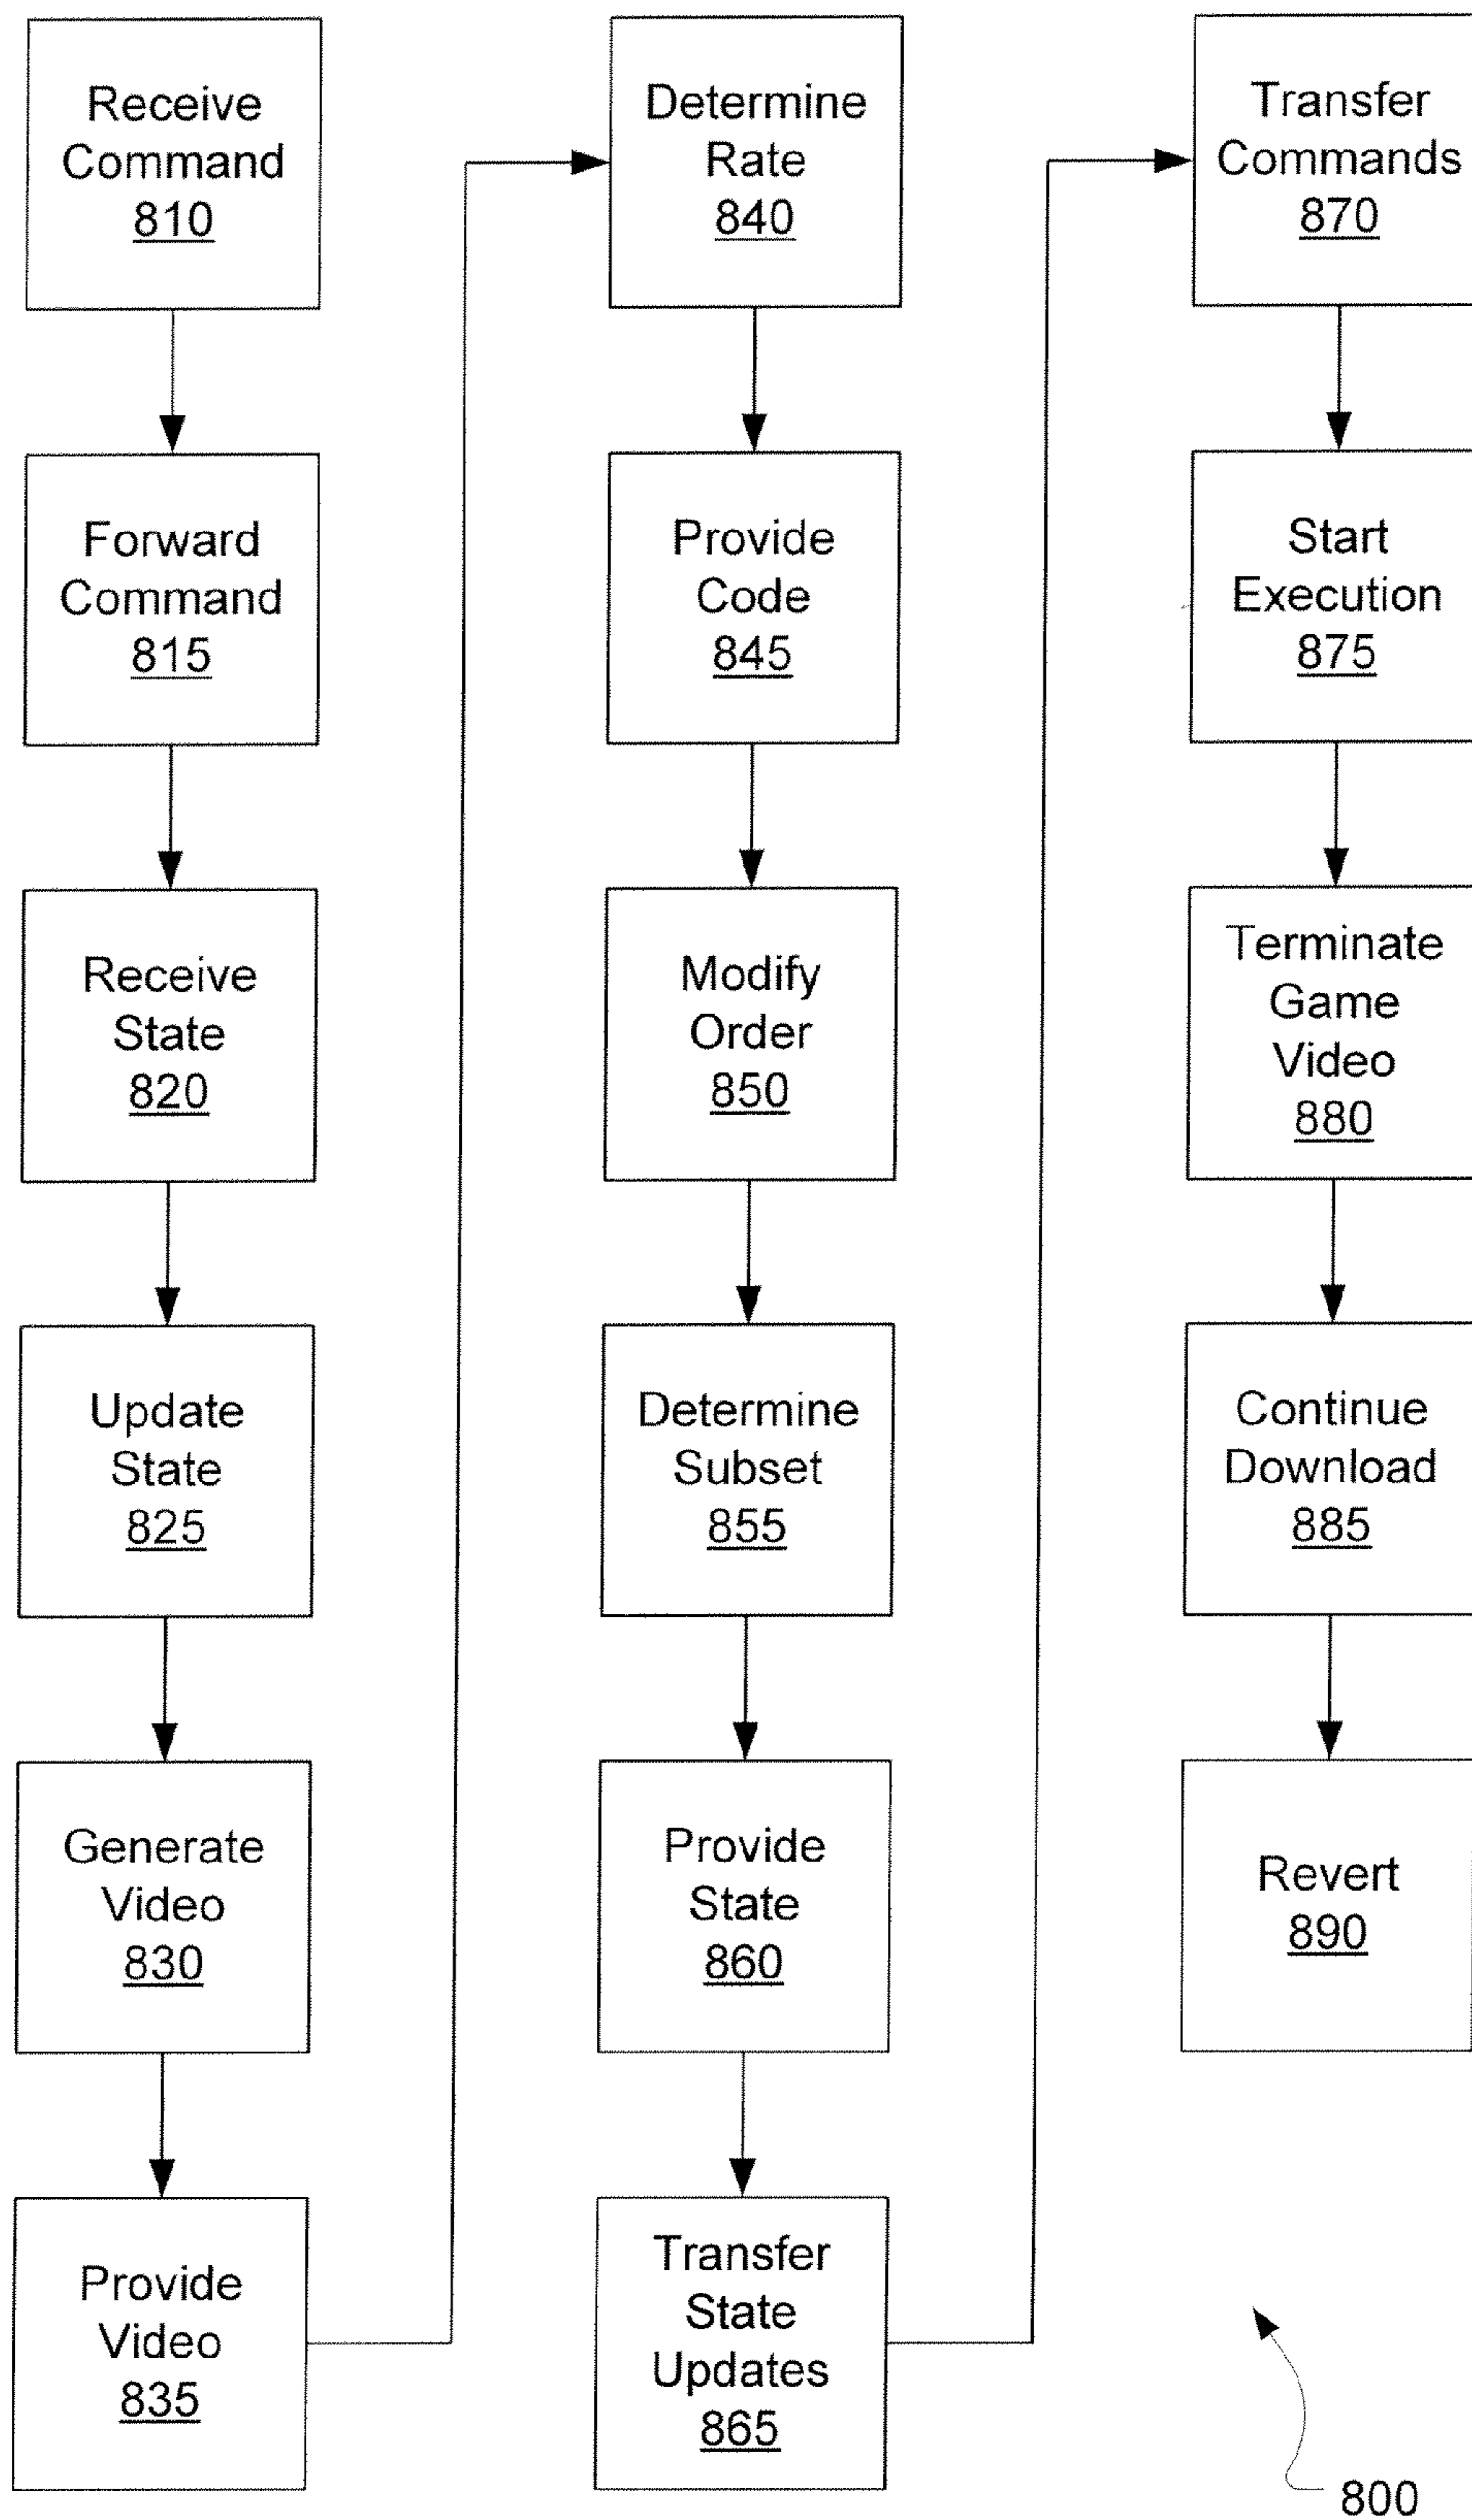 Receive
Command
810
Forward
Command
815
Receive
State
820
Update
State
825
Generate
Video
830
Provide
Video
835
Determine
Rate
840
Provide
Code
845
Modify
Order
850
Determine
Subset
855
Provide
State
860
Transfer
State
Updates
865
Transfer
Commands
870
Start
Execution
875
Terminate
Game
Video
880
Continue
Download
885
Revert
890
800